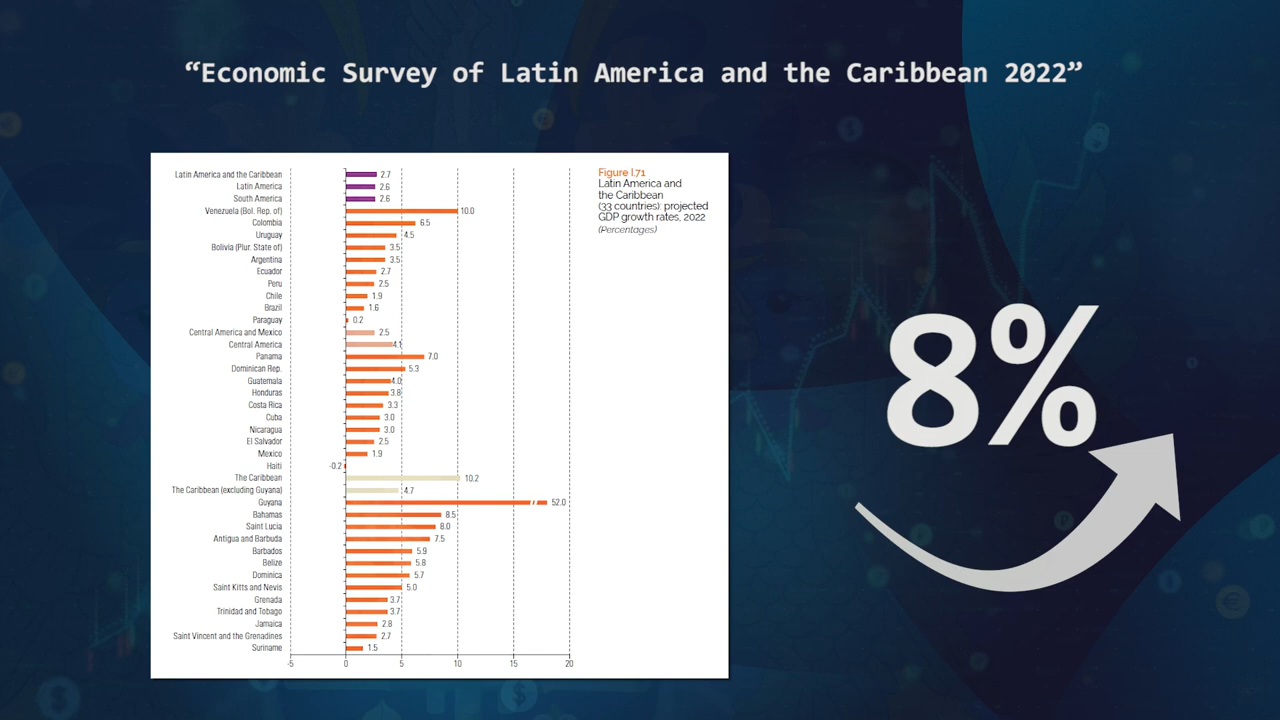 “Economic Survey of Latin America and the Caribbean 2022”
Latin America and the Caribbean 2.7
Latin America 2.6
South America 2.6
Venezuela (Bol. Rep. of) 10.0
Colombia 6.5
Uruguay 4.5
Bolivia (Plur. State of) 3.5
Argentina 3.5
Ecuador 2.7
Peru 2.5
Chile 1.9
Brazil 1.6
Paraguay 0.2
Central America and Mexico 2.5
Central America 4.1
Panama 7.0
Dominican Rep. 5.3
Guatemala 4.0
Honduras 3.8
Costa Rica 3.3
Cuba 3.0
Nicaragua 3.0
El Salvador 2.5
Mexico 1.9
Haiti -0.2
The Caribbean 10.2
The Caribbean (excluding Guyana) 4.7
Guyana 52.0
Bahamas 8.5
Saint Lucia 8.0
Antigua and Barbuda 7.5
Barbados 5.9
Belize 5.8
Dominica 5.7
Saint Kitts and Nevis 5.0
Grenada 3.7
Trinidad and Tobago 3.7
Jamaica 2.8
Saint Vincent and the Grenadines 2.7
Suriname 1.5
-5 0 5 10 15 20
Figure I.71
Latin America and
the Caribbean
(33 countries): projected
GDP growth rates, 2022
(Percentages)
8%